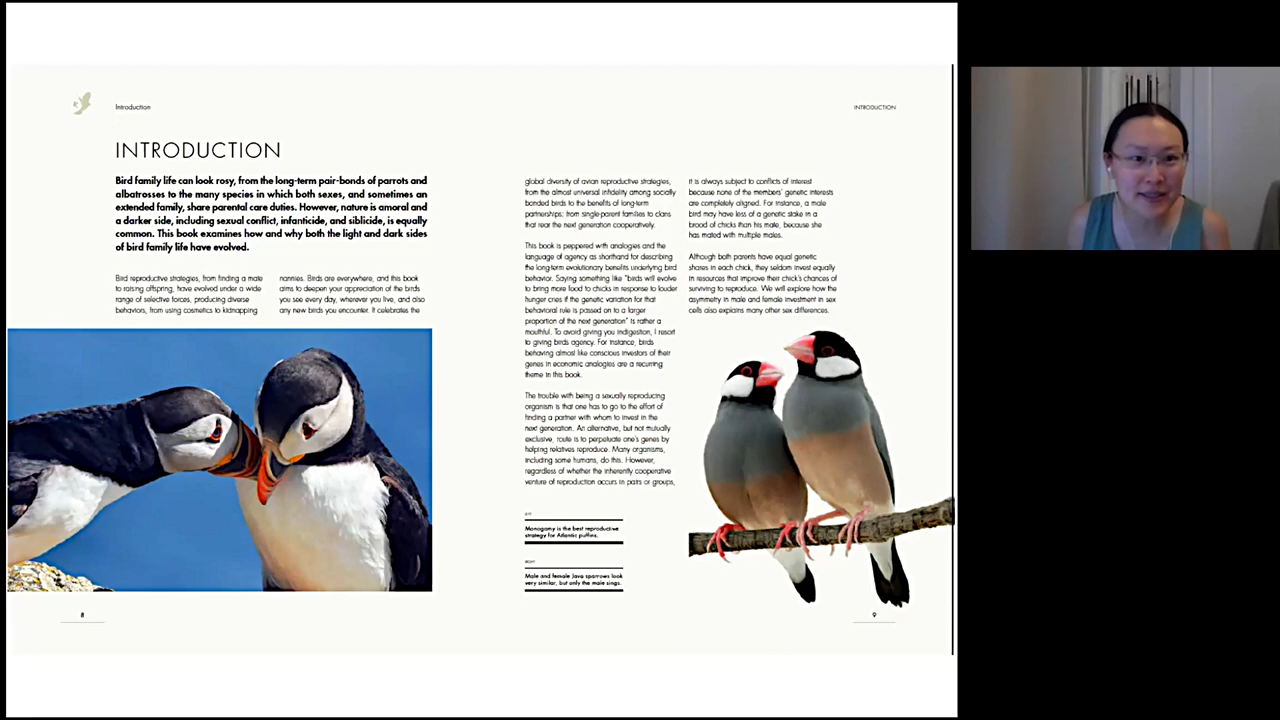 Introduction
INTRODUCTION
INTRODUCTION
Bird family life can look rosy, from the long-term pair-bonds of parrots and
albatrosses to the many species in which both sexes, and sometimes an
extended family, share parental care duties. However, nature is amoral and
a darker side, including sexual conflict, infanticide, and siblicide, is equally
common. This book examines how and why both the light and dark sides
of bird family life have evolved.
Bird reproductive strategies, from finding a mate
to raising offspring, have evolved under a wide
range of selective forces, producing diverse
behaviors, from using cosmetics to kidnapping
nannies. Birds are everywhere, and this book
aims to deepen your appreciation of the birds
you see every day, wherever you live, and also
any new birds you encounter. It celebrates the
global diversity of avian reproductive strategies,
from the almost universal infidelity among socially
bonded birds to the benefits of long-term
partnerships; from single-parent families to clans
that rear the next generation cooperatively.
This book is peppered with analogies and the
language of agency as shorthand for describing
the long-term evolutionary benefits underlying bird
behavior. Saying something like "birds will evolve
to bring more food to chicks in response to louder
hunger cries if the genetic variation for that
behavioral rule is passed on to a larger
proportion of the next generation" is rather a
mouthful. To avoid giving you indigestion, I resort
to giving birds agency. For instance, birds
behaving almost like conscious investors of their
genes in economic analogies are a recurring
theme in this book.
The trouble with being a sexually reproducing
organism is that one has to go to the effort of
finding a partner with whom to invest in the
next generation. An alternative, but not mutually
exclusive, route is to perpetuate one's genes by
helping relatives reproduce. Many organisms,
including some humans, do this. However,
regardless of whether the inherently cooperative
venture of reproduction occurs in pairs or groups,
it is always subject to conflicts of interest
because none of the members' genetic interests
are completely aligned. For instance, a male
bird may have less of a genetic stake in a
brood of chicks than his mate, because she
has mated with multiple males.
Although both parents have equal genetic
shares in each chick, they seldom invest equally
in resources that improve their chick's chances of
surviving to reproduce. We will explore how the
asymmetry in male and female investment in sex
cells also explains many other sex differences.
Monogamy is the best reproductive
strategy for Atlantic puffins.
RIGHT
Male and female Java sparrows look
very similar, but only the male sings.
8
9